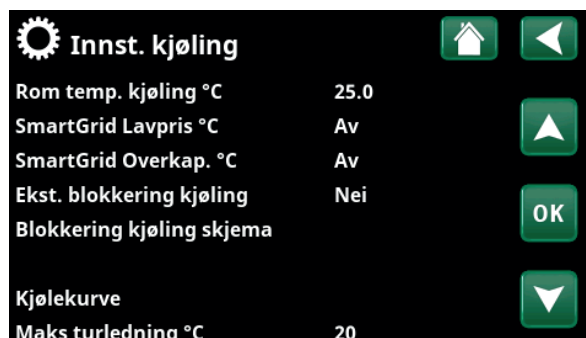 Innst. kjøling
Rom temp. kjøling °C 25.0
SmartGrid Lavpris °C Av
SmartGrid Overkap. °C Av
Ekst. blokkering kjøling Nei
OK
Blokkering kjøling skjema
Kjølekurve
Maks turledning °C 20